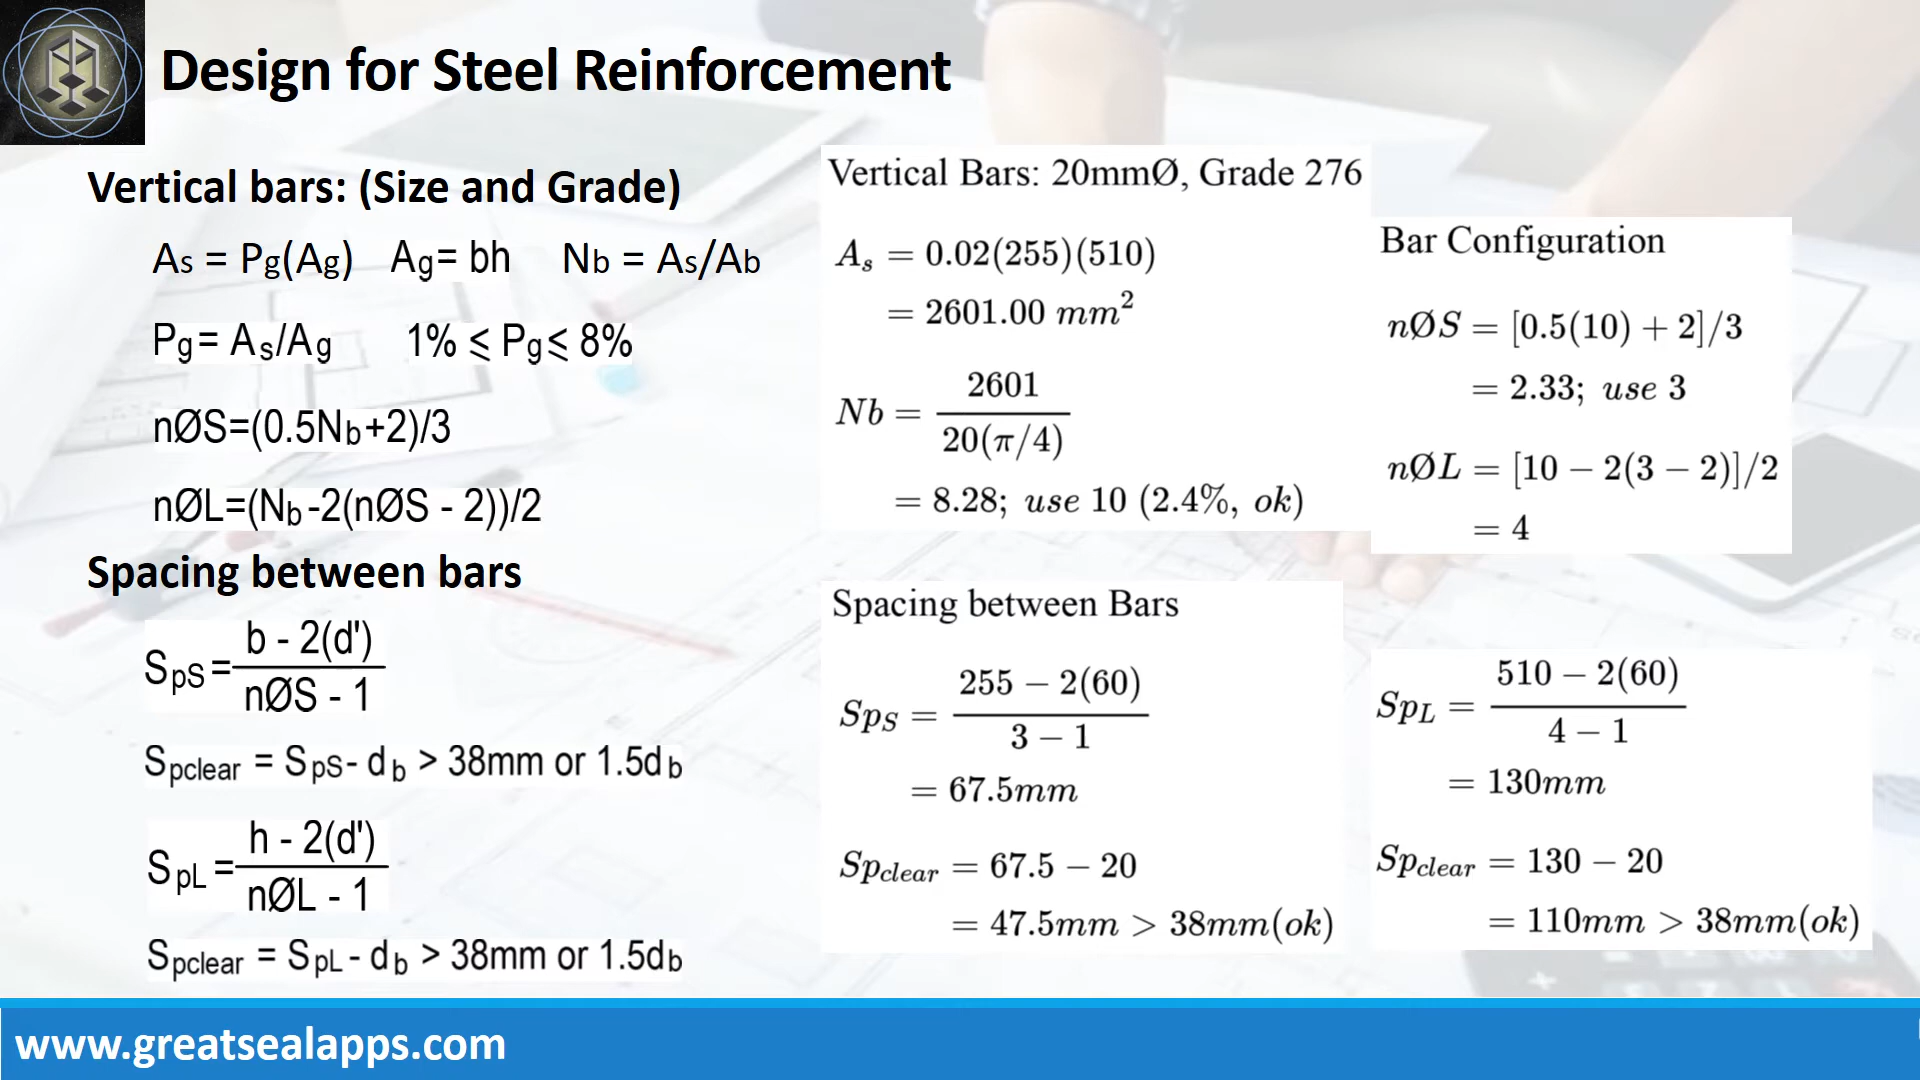 Design for Steel Reinforcement
Vertical bars: (Size and Grade)
As = Pg(Ag) Ag= bh Nb = As/Ab
Pg= As/Ag 1% ⩽ Pg⩽ 8%
nØS=(0.5Nb+2)/3
nØL=(Nb-2(nØS - 2))/2
Spacing between bars
SpS = b - 2(d') / nØS - 1
Spclear = SpS- db > 38mm or 1.5db
SpL = h - 2(d') / nØL - 1
Spclear = SpL- db > 38mm or 1.5db
Vertical Bars: 20mmØ, Grade 276
As = 0.02(255)(510)
= 2601.00 mm²
Nb = 2601 / 20(π/4)
= 8.28; use 10 (2.4%, ok)
Bar Configuration
nØS = [0.5(10) + 2]/3
= 2.33; use 3
nØL = [10 − 2(3 − 2)]/2
= 4
Spacing between Bars
SpS = 255 − 2(60) / 3 − 1
= 67.5mm
Spclear = 67.5 − 20
= 47.5mm > 38mm(ok)
SpL = 510 − 2(60) / 4 − 1
= 130mm
Spclear = 130 − 20
= 110mm > 38mm(ok)
www.greatsealapps.com